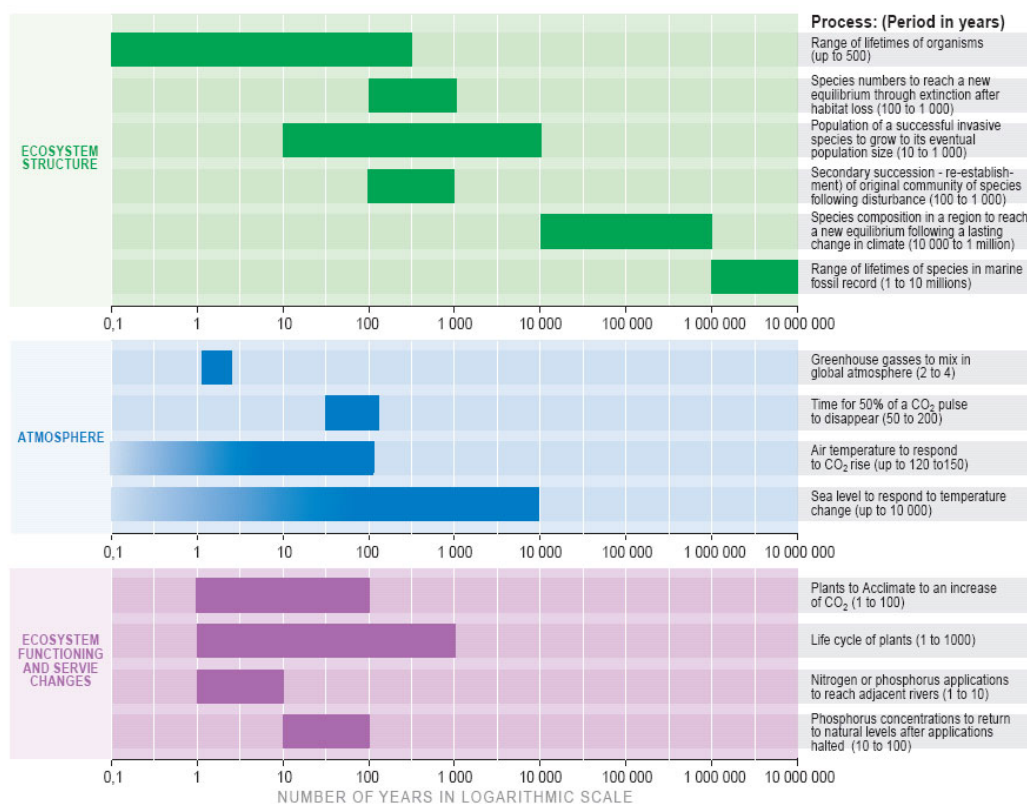 Process: (Period in years)
Range of lifetimes of organisms
(up to 500)
Species numbers to reach a new
equilibrium through extinction after
habitat loss (100 to 1 000)
Population of a successful invasive
species to grow to its eventual
population size (10 to 1 000)
Secondary succession - re-establish-
ment) of original community of species
following disturbance (100 to 1 000)
Species composition in a region to reach
a new equilibrium following a lasting
change in climate (10 000 to 1 million)
Range of lifetimes of species in marine
fossil record (1 to 10 millions)
ECOSYSTEM
STRUCTURE
0,1 1 10 100 1 000 10 000 100 000 1 000 000 10 000 000
Greenhouse gasses to mix in
global atmosphere (2 to 4)
Time for 50% of a CO₂ pulse
to disappear (50 to 200)
Air temperature to respond
to CO₂ rise (up to 120 to150)
Sea level to respond to temperature
change (up to 10 000)
ATMOSPHERE
0,1 1 10 100 1 000 10 000 100 000 1 000 000 10 000 000
Plants to Acclimate to an increase
of CO₂ (1 to 100)
Life cycle of plants (1 to 1000)
Nitrogen or phosphorus applications
to reach adjacent rivers (1 to 10)
Phosphorus concentrations to return
to natural levels after applications
halted (10 to 100)
ECOSYSTEM
FUNCTIONING
AND SERVIE
CHANGES
0,1 1 10 100 1 000 10 000 100 000 1 000 000 10 000 000
NUMBER OF YEARS IN LOGARITHMIC SCALE